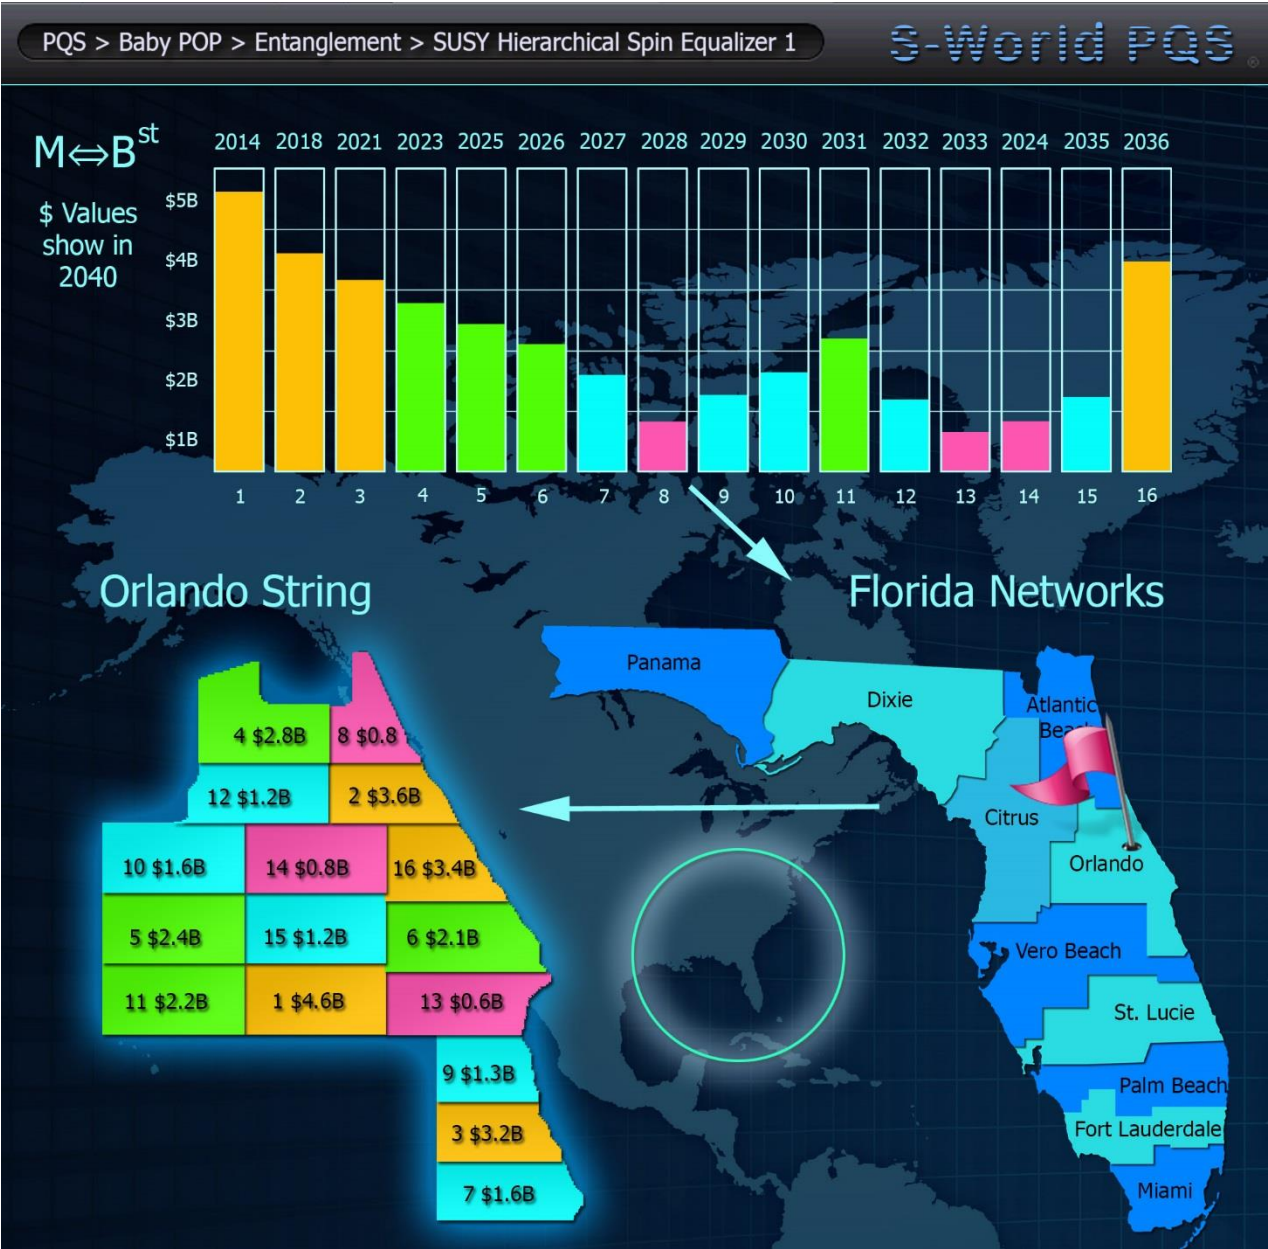 PQS > Baby POP > Entanglement > SUSY Hierarchical Spin Equalizer 1
S-World PQS
®
M⇔B st
$ Values
show in
2040
2014 2018 2021 2023 2025 2026 2027 2028 2029 2030 2031 2032 2033 2024 2035 2036
$5B
$4B
$3B
$2B
$1B
1 2 3 4 5 6 7 8 9 10 11 12 13 14 15 16
Orlando String
Florida Networks
4 $2.8B
8 $0.8
12 $1.2B
2 $3.6B
10 $1.6B
14 $0.8B
16 $3.4B
5 $2.4B
15 $1.2B
6 $2.1B
11 $2.2B
1 $4.6B
13 $0.6B
9 $1.3B
3 $3.2B
7 $1.6B
Panama
Dixie
Atlantic
Citrus
Orlando
Vero Beach
St. Lucie
Palm Beach
Fort Lauderdale
Miami